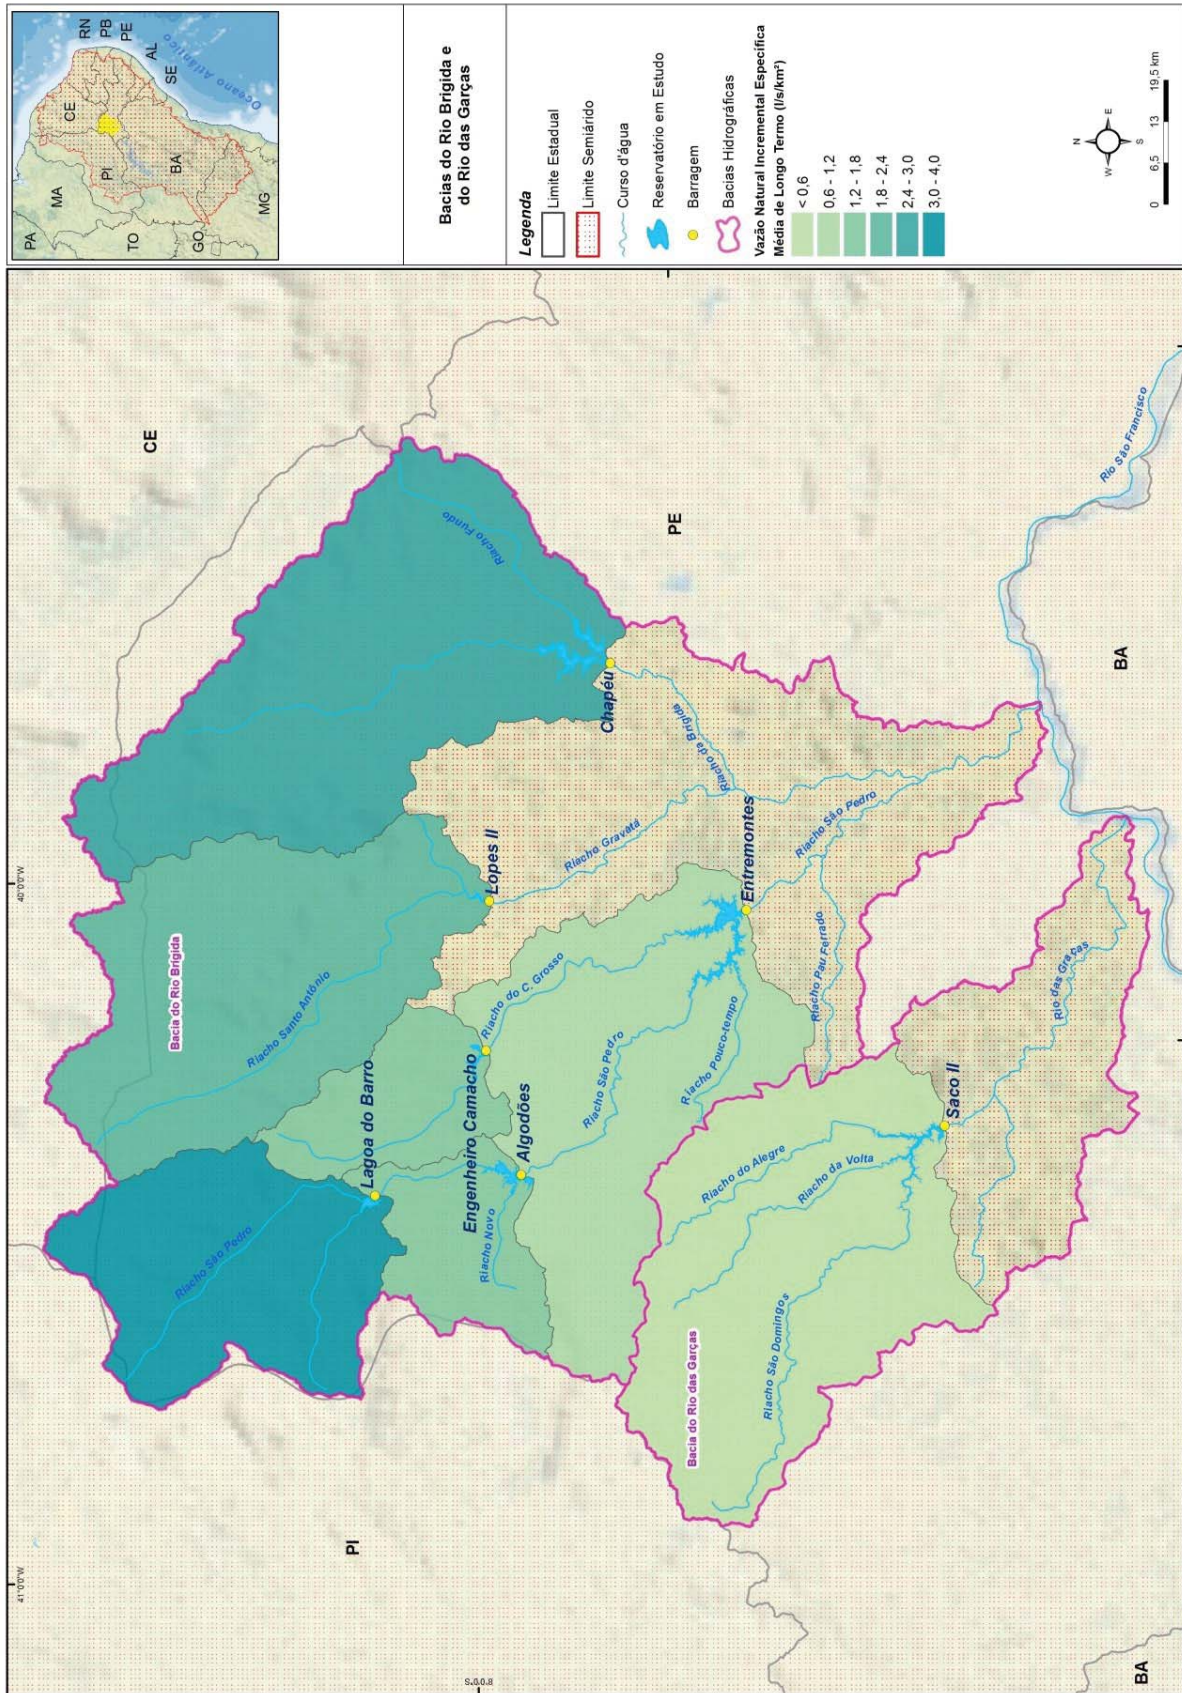 PA
MA
CE
RN
PB
PE
AL
SE
PI
TO
BA
GO
MG
Oceano Atlântico
Bacias do Rio Brígida e
do Rio das Garças
Legenda
Limite Estadual
Limite Semiárido
Curso d'água
Reservatório em Estudo
Barragem
Bacias Hidrográficas
Vazão Natural Incremental Específica
Média de Longo Termo (l/s/km²)
< 0,6
0,6 - 1,2
1,2 - 1,8
1,8 - 2,4
2,4 - 3,0
3,0 - 4,0
N
W
E
S
0
6,5
13
19,5 km
41°0'0"W
40°0'0"W
8°0'0"S
CE
PI
PE
BA
BA
Bacia do Rio Brígida
Bacia do Rio das Garças
Riacho São Pedro
Riacho Santo Antônio
Riacho Fundo
Lagoa do Barro
Engenheiro Camacho
Lopes II
Chapéu
Riacho Novo
Algodões
Riacho do C. Grosso
Riacho Gravatá
Riacho da Brígida
Riacho São Pedro
Entremontes
Riacho Pouco-tempo
Riacho São Pedro
Riacho Pau Ferrado
Riacho do Alegre
Riacho da Volta
Riacho São Domingos
Saco II
Rio das Graças
Rio São Francisco